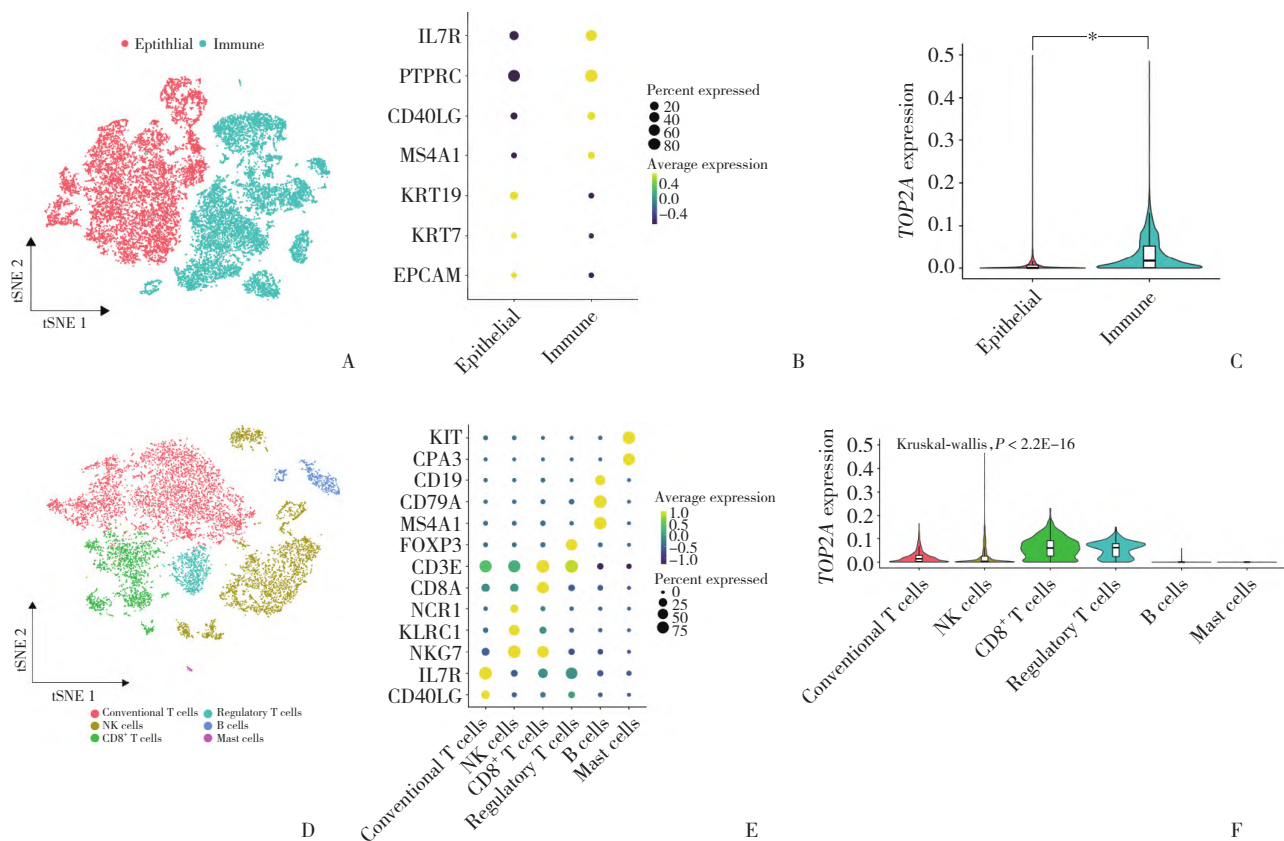 Eptithlial Immune
tSNE 2
tSNE 1
A
IL7R
PTPRC
CD40LG
MS4A1
KRT19
KRT7
EPCAM
Epithelial
Immune
Percent expressed
20
40
60
80
Average expression
0.4
0.0
−0.4
B
*
TOP2A expression
0.5
0.4
0.3
0.2
0.1
0.0
Epithelial
Immune
C
tSNE 2
tSNE 1
Conventional T cells
NK cells
CD8+ T cells
Regulatory T cells
B cells
Mast cells
D
KIT
CPA3
CD19
CD79A
MS4A1
FOXP3
CD3E
CD8A
NCR1
KLRC1
NKG7
IL7R
CD40LG
Conventional T cells
NK cells
CD8+ T cells
Regulatory T cells
B cells
Mast cells
Average expression
1.0
0.5
0.0
−0.5
−1.0
Percent expressed
0
25
50
75
E
Kruskal-wallis ,P < 2.2E−16
TOP2A expression
0.5
0.4
0.3
0.2
0.1
0.0
Conventional T cells
NK cells
CD8+ T cells
Regulatory T cells
B cells
Mast cells
F